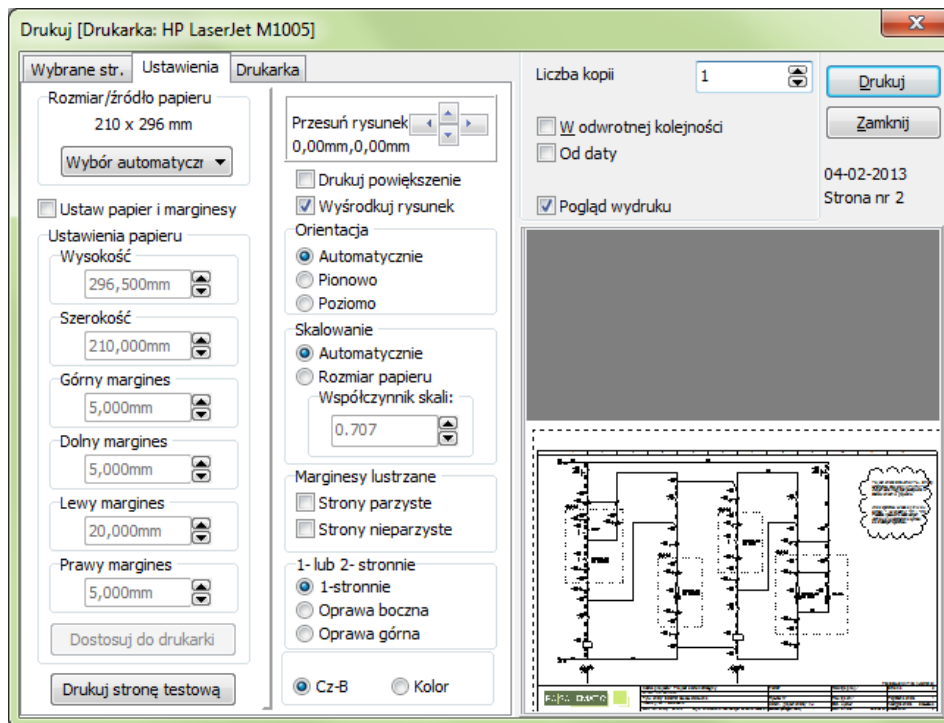 Drukuj [Drukarka: HP LaserJet M1005]
Wybrane str.
Ustawienia
Drukarka
Rozmiar/źródło papieru
210 x 296 mm
Wybór automatyczr
Ustaw papier i marginesy
Ustawienia papieru
Wysokość
296,500mm
Szerokość
210,000mm
Górny margines
5,000mm
Dolny margines
5,000mm
Lewy margines
20,000mm
Prawy margines
5,000mm
Dostosuj do drukarki
Drukuj stronę testową
Przesuń rysunek
0,00mm,0,00mm
Drukuj powiększenie
Wyśrodkuj rysunek
Orientacja
Automatycznie
Pionowo
Poziomo
Skalowanie
Automatycznie
Rozmiar papieru
Współczynnik skali:
0.707
Marginesy lustrzane
Strony parzyste
Strony nieparzyste
1- lub 2- stronnie
1-stronnie
Oprawa boczna
Oprawa górna
Cz-B
Kolor
Liczba kopii
1
W odwrotnej kolejności
Od daty
Pogląd wydruku
Drukuj
Zamknij
04-02-2013
Strona nr 2